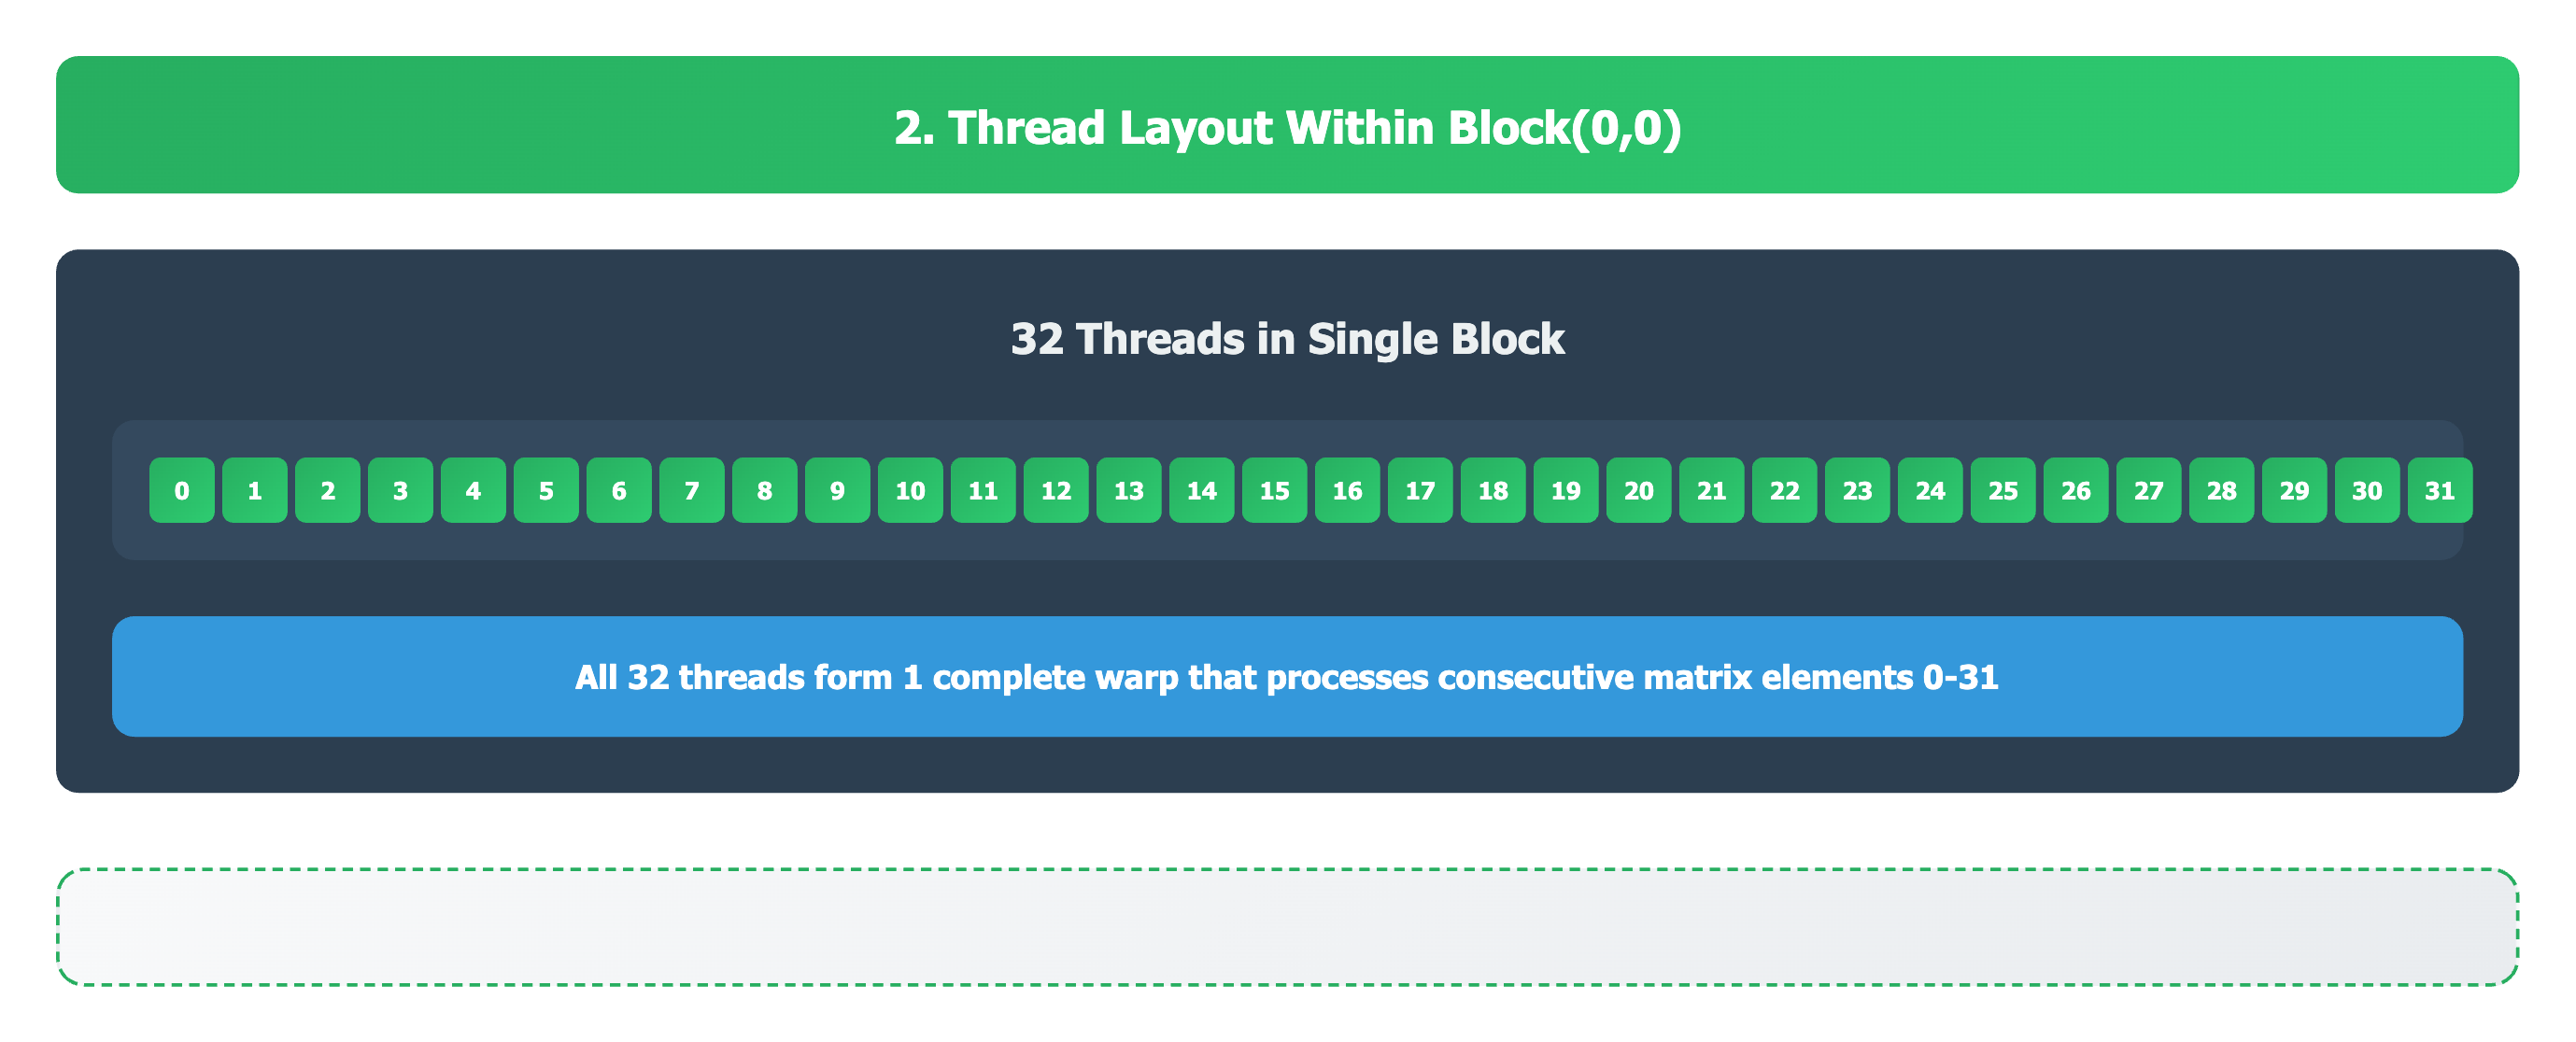 2. Thread Layout Within Block(0,0)
32 Threads in Single Block
0 1 2 3 4 5 6 7 8 9 10 11 12 13 14 15 16 17 18 19 20 21 22 23 24 25 26 27 28 29 30 31
All 32 threads form 1 complete warp that processes consecutive matrix elements 0-31